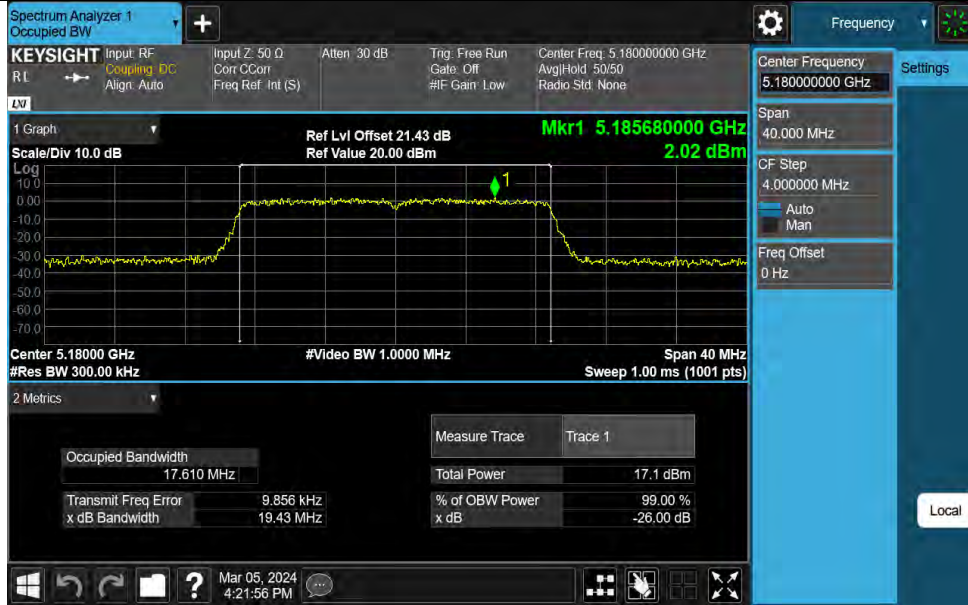 Spectrum Analyzer 1
Occupied BW
+
Frequency
KEYSIGHT
RL
LXI
Input: RF
Coupling: DC
Align: Auto
Input Z: 50 Ω
Corr CCorr
Freq Ref: Int (S)
Atten: 30 dB
Trig: Free Run
Gate: Off
#IF Gain: Low
Center Freq: 5.180000000 GHz
Avg|Hold: 50/50
Radio Std: None
Center Frequency
5.180000000 GHz
Settings
Span
40.000 MHz
CF Step
4.000000 MHz
Auto
Man
Freq Offset
0 Hz
1 Graph
Scale/Div 10.0 dB
Ref Lvl Offset 21.43 dB
Ref Value 20.00 dBm
Mkr1 5.185680000 GHz
2.02 dBm
Log
10.0
0.00
-10.0
-20.0
-30.0
-40.0
-50.0
-60.0
-70.0
1
Center 5.18000 GHz
#Res BW 300.00 kHz
#Video BW 1.0000 MHz
Span 40 MHz
Sweep 1.00 ms (1001 pts)
2 Metrics
Measure Trace Trace 1
Occupied Bandwidth
17.610 MHz
Total Power 17.1 dBm
Transmit Freq Error 9.856 kHz
% of OBW Power 99.00 %
x dB Bandwidth 19.43 MHz
x dB -26.00 dB
Local
?
Mar 05, 2024
4:21:56 PM